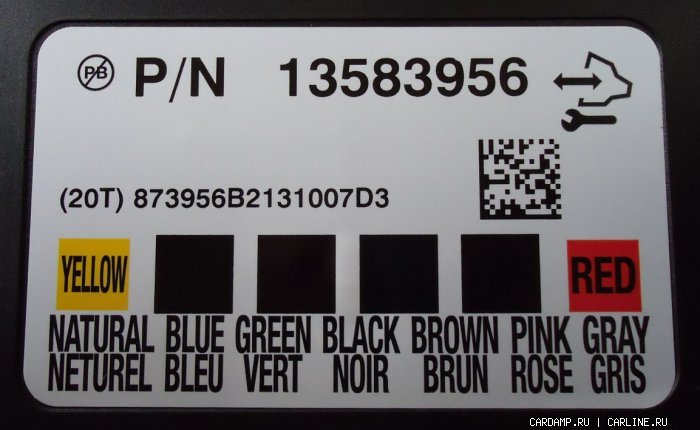 PB P/N 13583956
(20T) 873956B2131007D3
YELLOW RED
NATURAL BLUE GREEN BLACK BROWN PINK GRAY
NETUREL BLEU VERT NOIR BRUN ROSE GRIS
CARDAMP.RU | CARLINE.RU